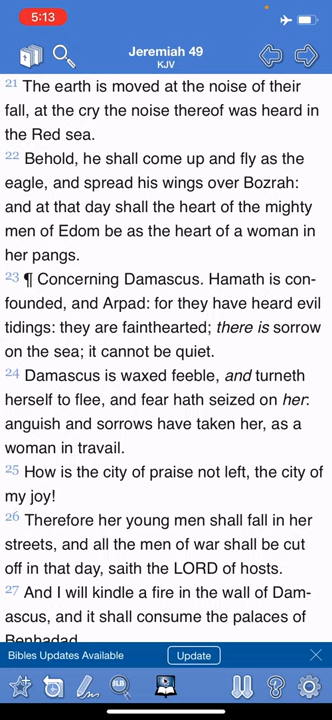 5:13
Jeremiah 49
KJV
21 The earth is moved at the noise of their
fall, at the cry the noise thereof was heard in
the Red sea.
22 Behold, he shall come up and fly as the
eagle, and spread his wings over Bozrah:
and at that day shall the heart of the mighty
men of Edom be as the heart of a woman in
her pangs.
23 ¶ Concerning Damascus. Hamath is con-
founded, and Arpad: for they have heard evil
tidings: they are fainthearted; there is sorrow
on the sea; it cannot be quiet.
24 Damascus is waxed feeble, and turneth
herself to flee, and fear hath seized on her:
anguish and sorrows have taken her, as a
woman in travail.
25 How is the city of praise not left, the city of
my joy!
26 Therefore her young men shall fall in her
streets, and all the men of war shall be cut
off in that day, saith the LORD of hosts.
27 And I will kindle a fire in the wall of Dam-
ascus, and it shall consume the palaces of
Benhadad
Bibles Updates Available Update
BLB